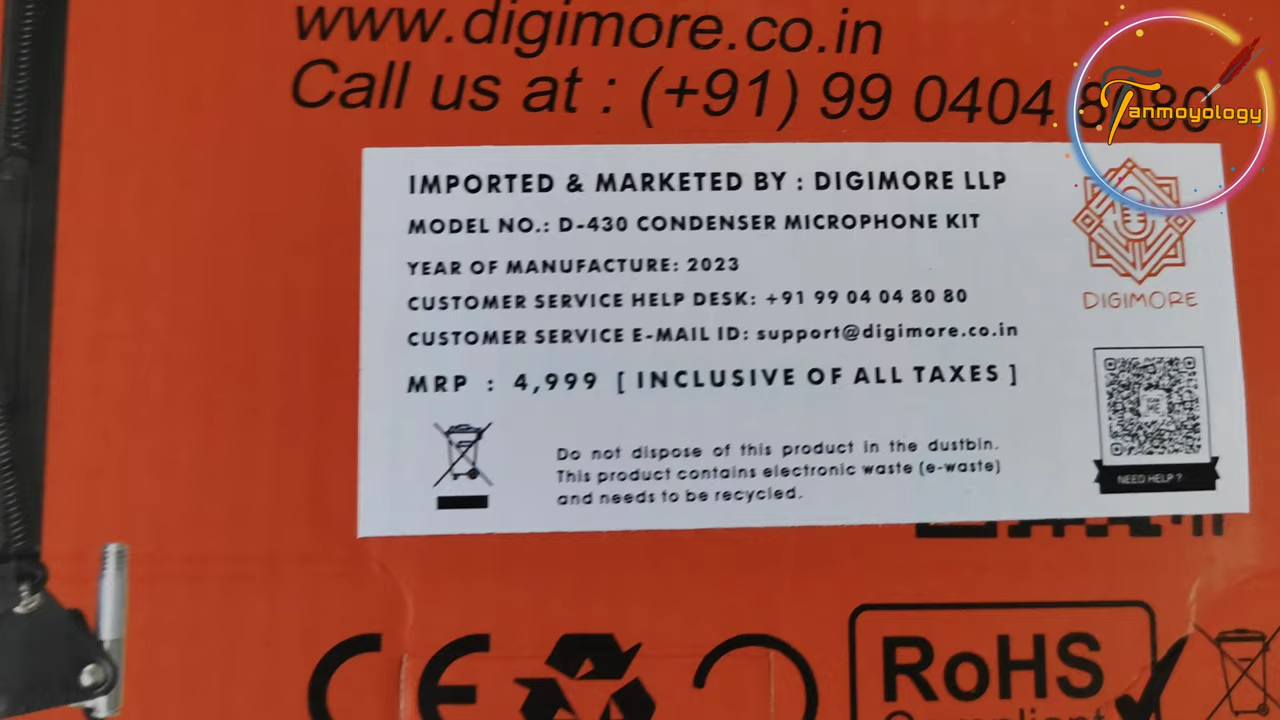 www.digimore.co.in
Call us at : (+91) 99 0404 8080
Tanmoyology
IMPORTED & MARKETED BY : DIGIMORE LLP
MODEL NO.: D-430 CONDENSER MICROPHONE KIT
YEAR OF MANUFACTURE: 2023
CUSTOMER SERVICE HELP DESK: +91 99 04 04 80 80
CUSTOMER SERVICE E-MAIL ID: support@digimore.co.in
MRP : 4,999 [ INCLUSIVE OF ALL TAXES ]
DIGIMORE
Do not dispose of this product in the dustbin.
This product contains electronic waste (e-waste)
and needs to be recycled.
NEED HELP ?
CE
RoHS
Compliant